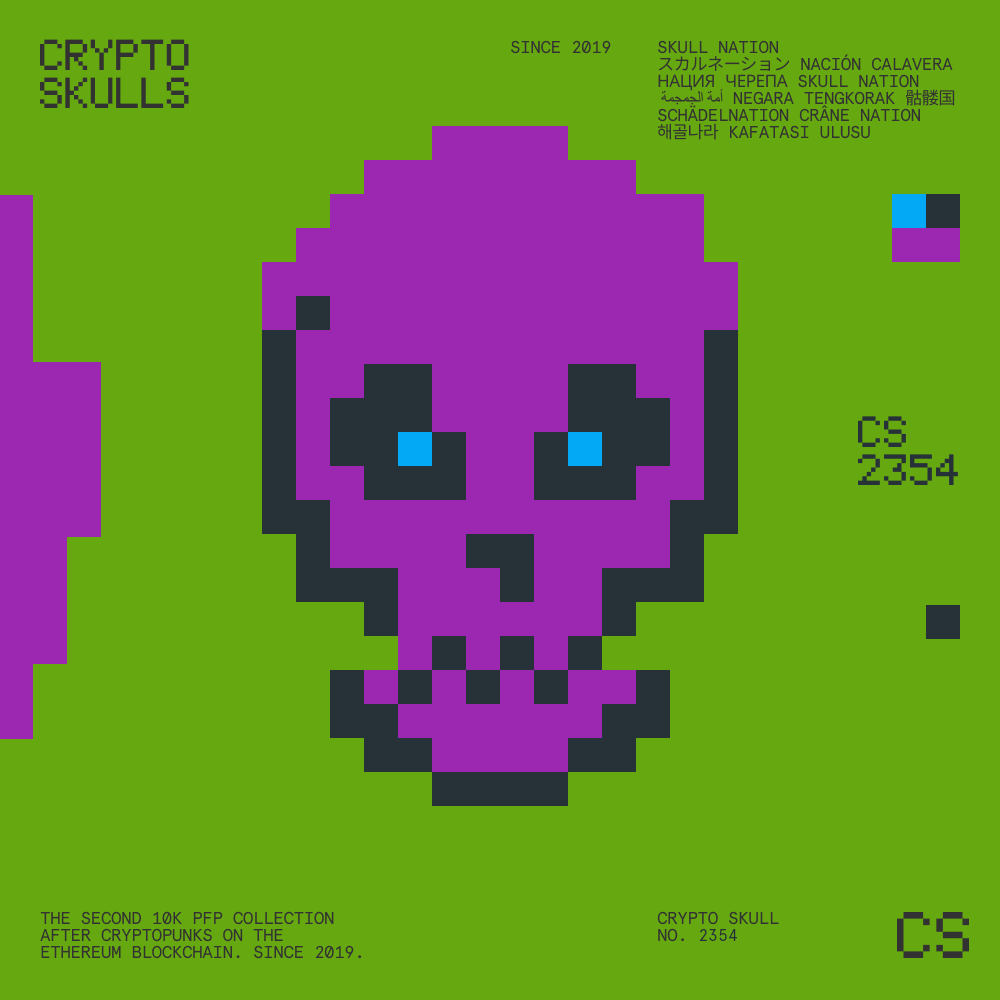 CRYPTO
SKULLS
SINCE 2019
SKULL NATION
スカルネーション NACIÓN CALAVERA
НАЦИЯ ЧЕРЕПА SKULL NATION
أمة الجمجمة NEGARA TENGKORAK 骷髏国
SCHÄDELNATION CRÂNE NATION
해골나라 KAFATASI ULUSU
CS
2354
THE SECOND 10K PFP COLLECTION
AFTER CRYPTOPUNKS ON THE
ETHEREUM BLOCKCHAIN. SINCE 2019.
CRYPTO SKULL
NO. 2354
CS